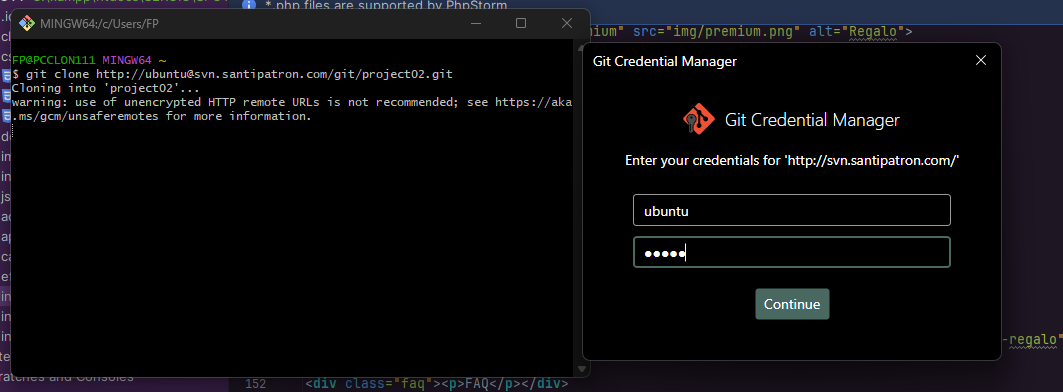 * php files are supported by PhpStorm
MINGW64:/c/Users/FP
FP@PCCLON111 MINGW64 ~
$ git clone http://ubuntu@svn.santipatron.com/git/project02.git
Cloning into 'project02'...
warning: use of unencrypted HTTP remote URLs is not recommended; see https://aka
.ms/gcm/unsaferemotes for more information.
mium" src="img/premium.png" alt="Regalo">
Git Credential Manager
Git Credential Manager
Enter your credentials for 'http://svn.santipatron.com/'
ubuntu
●●●●●
Continue
-regalo"
ratches and Consoles
152 <div class="faq"><p>FAQ</p></div>